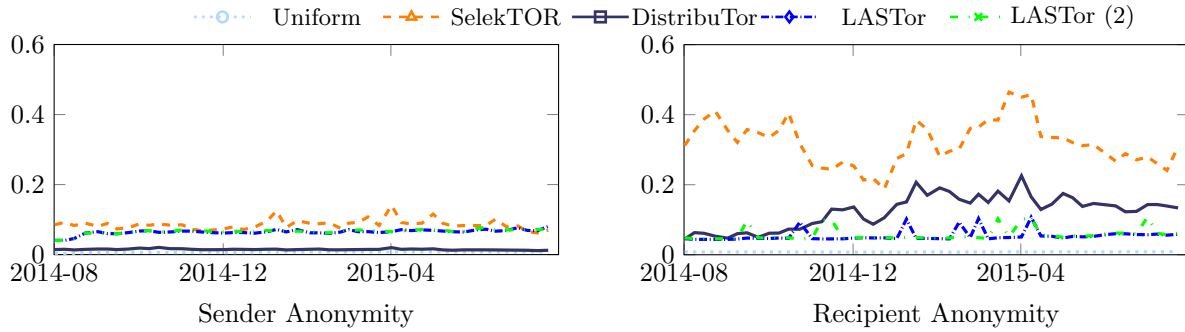 Uniform SelekTOR DistribuTor LASTor LASTor (2)
0.6 0.6
0.4 0.4
0.2 0.2
0 0
2014-08 2014-12 2015-04 2014-08 2014-12 2015-04
Sender Anonymity Recipient Anonymity